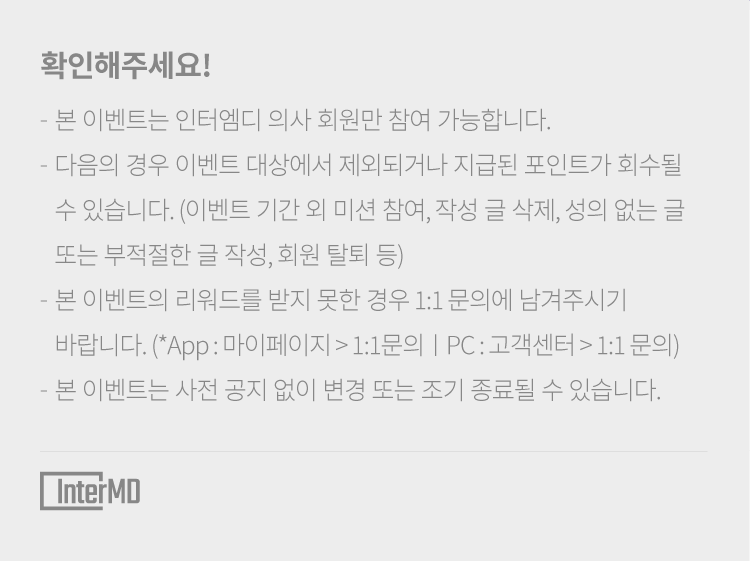 확인해주세요!
- 본 이벤트는 인터엠디 의사 회원만 참여 가능합니다.
- 다음의 경우 이벤트 대상에서 제외되거나 지급된 포인트가 회수될
수 있습니다. (이벤트 기간 외 미션 참여, 작성 글 삭제, 성의 없는 글
또는 부적절한 글 작성, 회원 탈퇴 등)
- 본 이벤트의 리워드를 받지 못한 경우 1:1 문의에 남겨주시기
바랍니다. (*App : 마이페이지 > 1:1문의 | PC : 고객센터 > 1:1 문의)
- 본 이벤트는 사전 공지 없이 변경 또는 조기 종료될 수 있습니다.
InterMD